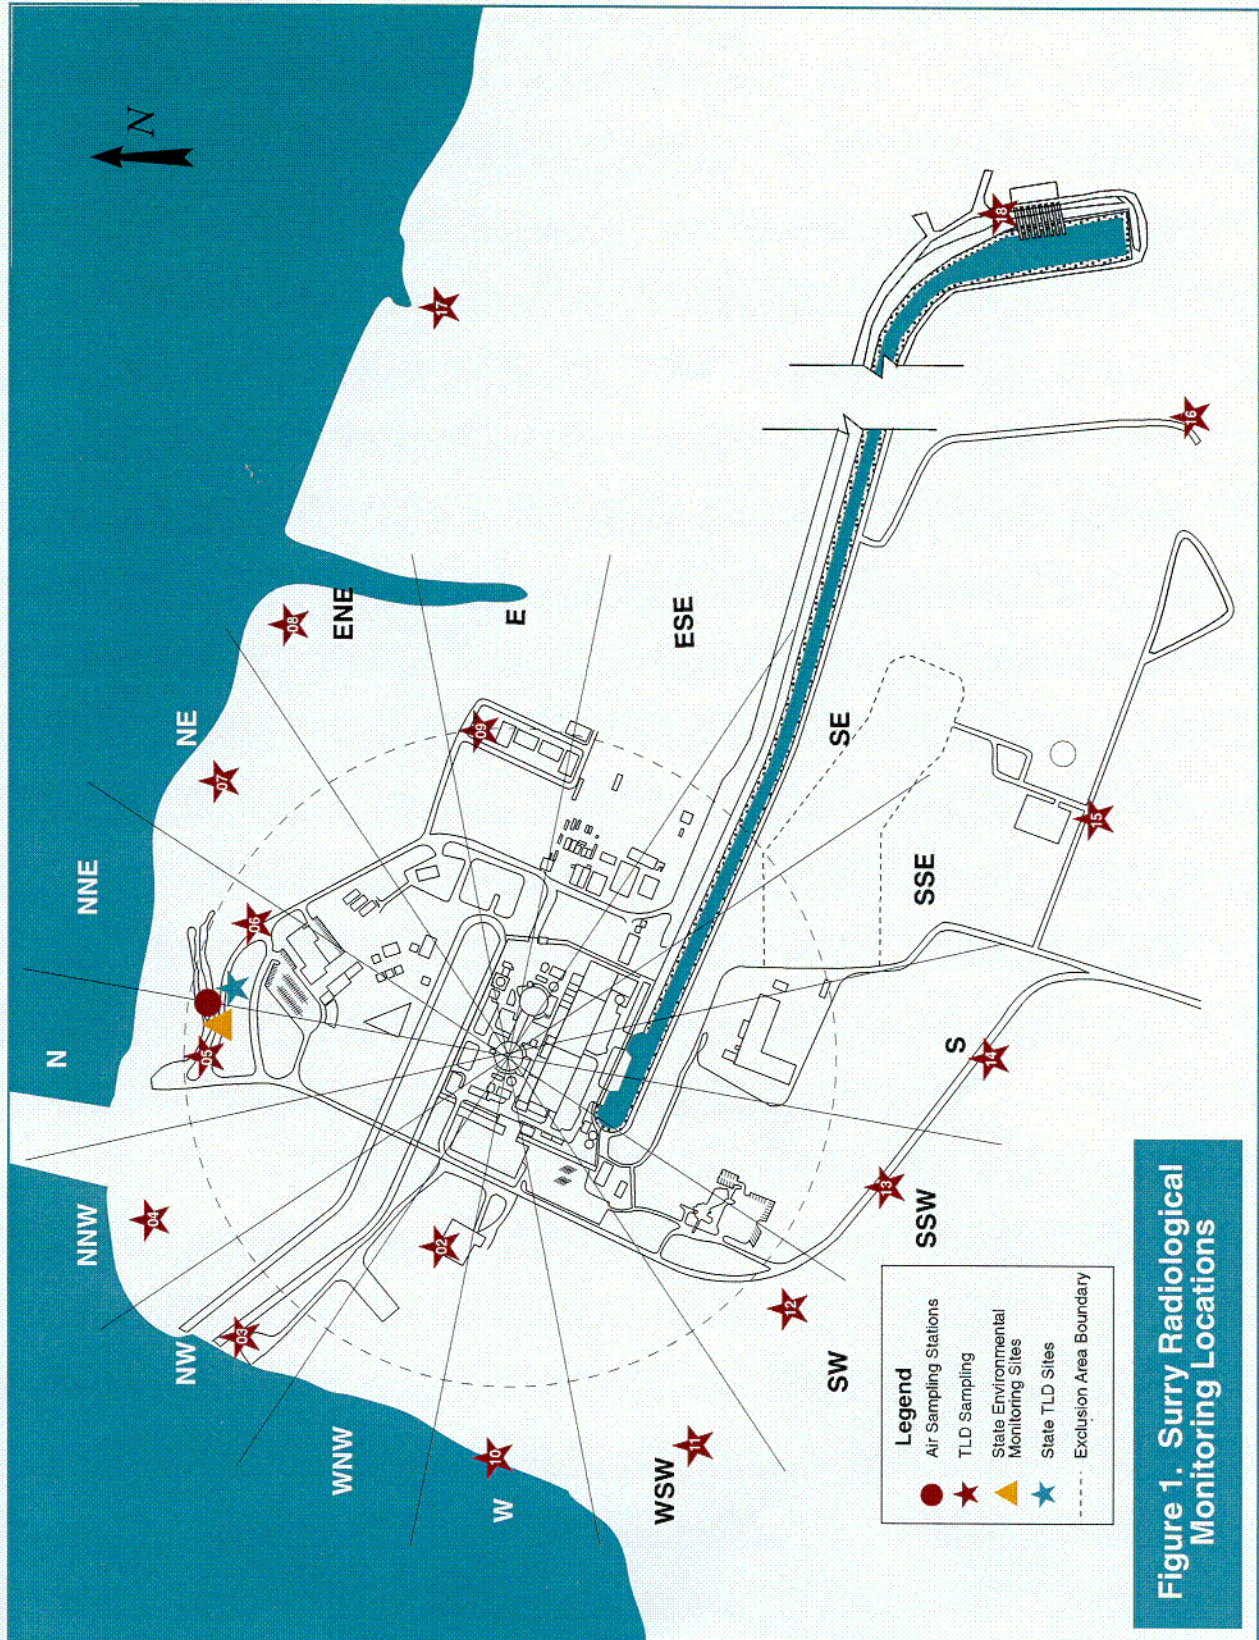 N
N
NNE
NE
ENE
E
ESE
SE
SSE
S
SSW
SW
WSW
W
WNW
NW
NNW
02
03
04
05
06
07
08
09
10
11
12
13
14
15
16
17
18
Legend
Air Sampling Stations
TLD Sampling
State Environmental
Monitoring Sites
State TLD Sites
Exclusion Area Boundary
Figure 1. Surry Radiological
Monitoring Locations